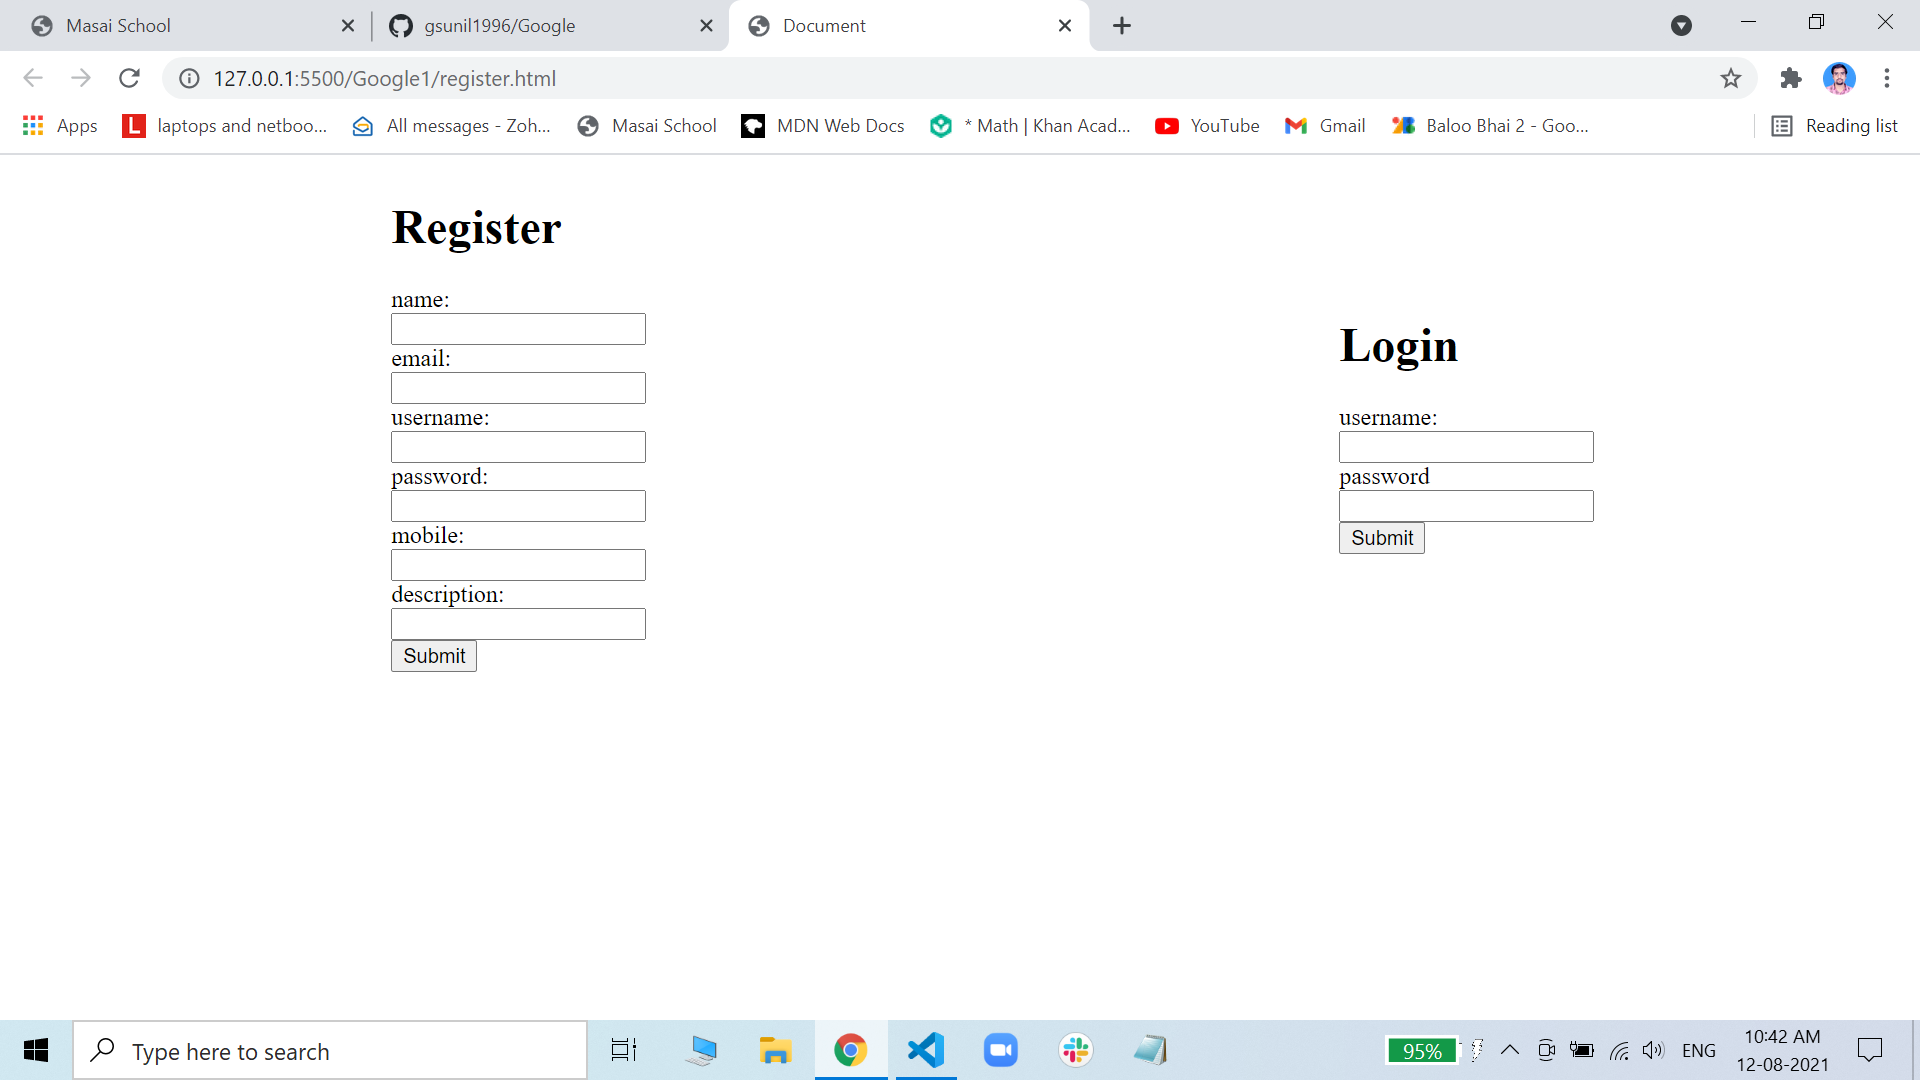 Masai School
gsunil1996/Google
Document
127.0.0.1:5500/Google1/register.html
Apps
L
laptops and netboo...
All messages - Zoh...
Masai School
MDN Web Docs
* Math | Khan Acad...
YouTube
Gmail
Baloo Bhai 2 - Goo...
Reading list
Register
name:
email:
username:
password:
mobile:
description:
Submit
Login
username:
password
Submit
Type here to search
95%
ENG
10:42 AM
12-08-2021